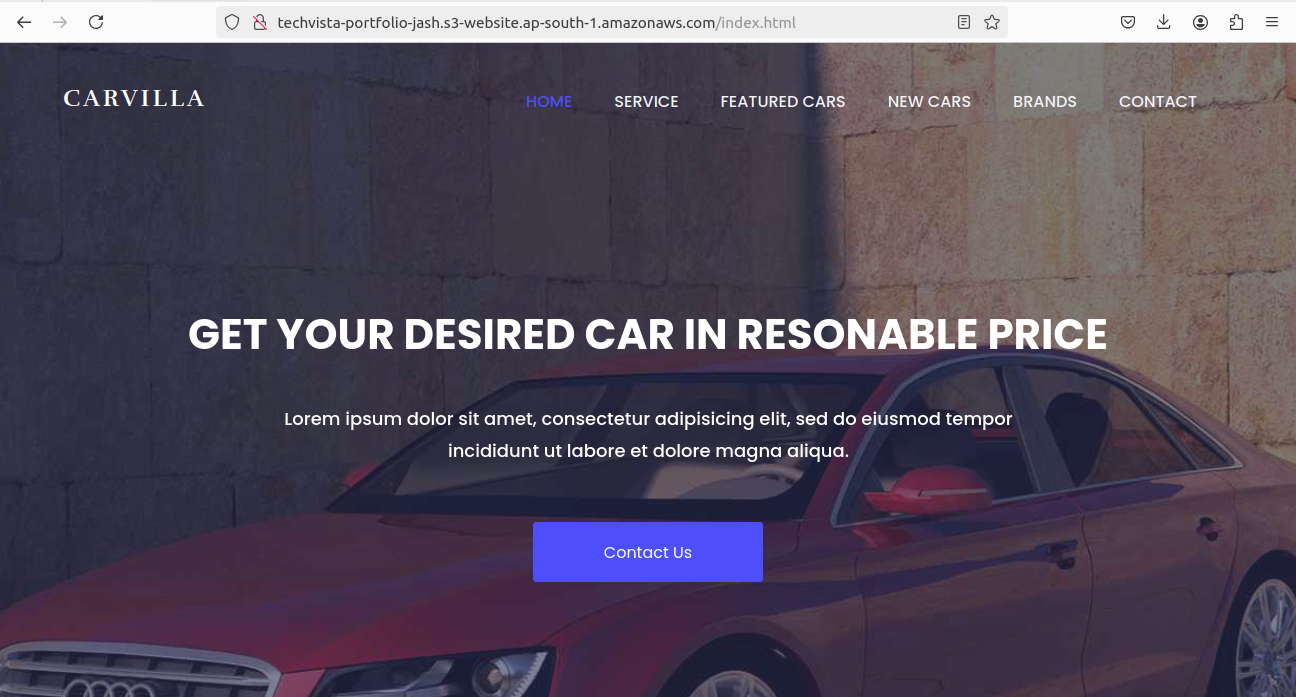 techvista-portfolio-jash.s3-website.ap-south-1.amazonaws.com/index.html
CARVILLA
HOME SERVICE FEATURED CARS NEW CARS BRANDS CONTACT
GET YOUR DESIRED CAR IN RESONABLE PRICE
Lorem ipsum dolor sit amet, consectetur adipisicing elit, sed do eiusmod tempor
incididunt ut labore et dolore magna aliqua.
Contact Us